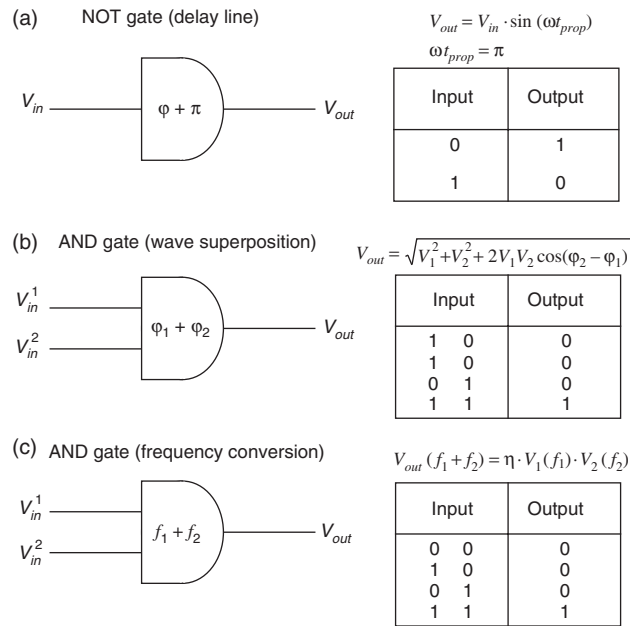 (a) NOT gate (delay line)
V_out = V_in · sin (ωt_prop)
ωt_prop = π
V_in
φ + π
V_out
Input Output
0 1
1 0
(b) AND gate (wave superposition)
V_out = √V_1^2+V_2^2+2V_1V_2 cos(φ_2 − φ_1)
V_in^1
V_in^2
φ_1 + φ_2
V_out
Input Output
1 0 0
1 0 0
0 1 0
1 1 1
(c) AND gate (frequency conversion)
V_out (f_1+f_2) = η · V_1(f_1) · V_2(f_2)
V_in^1
V_in^2
f_1 + f_2
V_out
Input Output
0 0 0
1 0 0
0 1 0
1 1 1